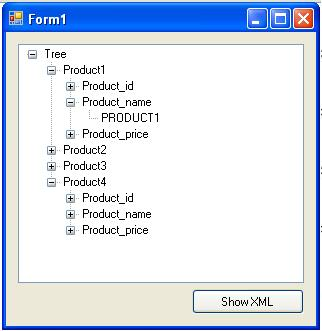 Form1
Tree
Product1
Product_id
Product_name
PRODUCT1
Product_price
Product2
Product3
Product4
Product_id
Product_name
Product_price
Show XML